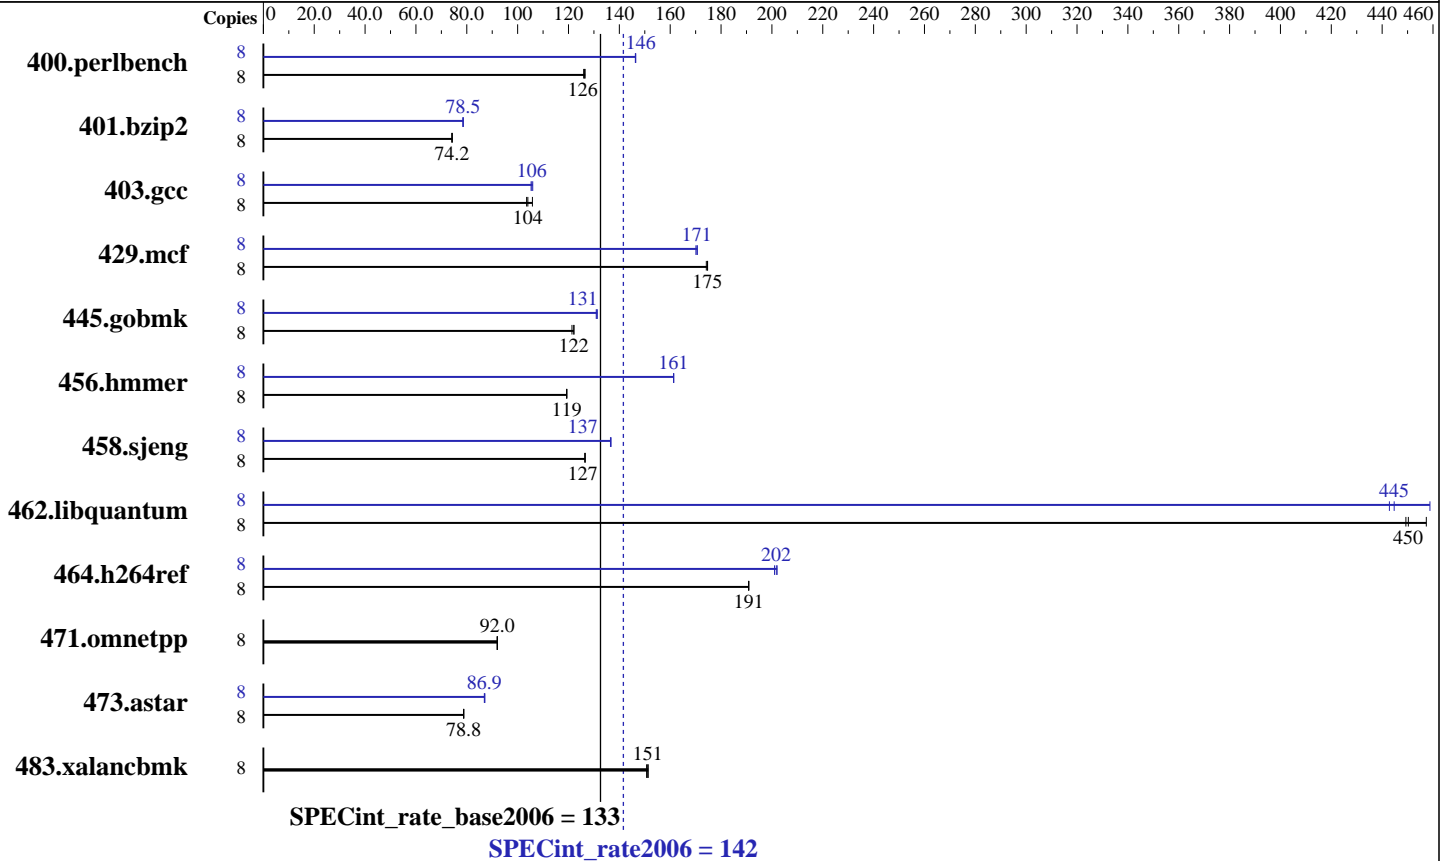 Copies 0 20.0 40.0 60.0 80.0 100 120 140 160 180 200 220 240 260 280 300 320 340 360 380 400 420 440 460
400.perlbench 8 146
8 126
401.bzip2 8 78.5
8 74.2
403.gcc 8 106
8 104
429.mcf 8 171
8 175
445.gobmk 8 131
8 122
456.hmmer 8 161
8 119
458.sjeng 8 137
8 127
462.libquantum 8 445
8 450
464.h264ref 8 202
8 191
471.omnetpp 8 92.0
473.astar 8 86.9
8 78.8
483.xalancbmk 8 151
SPECint_rate_base2006 = 133
SPECint_rate2006 = 142